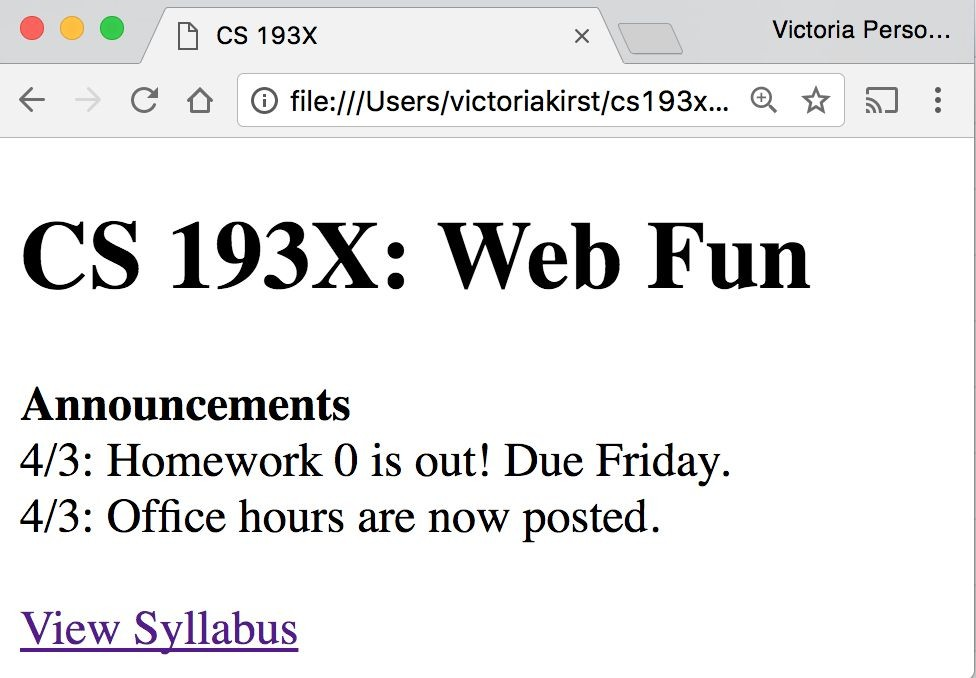 CS 193X
Victoria Perso...
file:///Users/victoriakirst/cs193x...
CS 193X: Web Fun
Announcements
4/3: Homework 0 is out! Due Friday.
4/3: Office hours are now posted.
View Syllabus